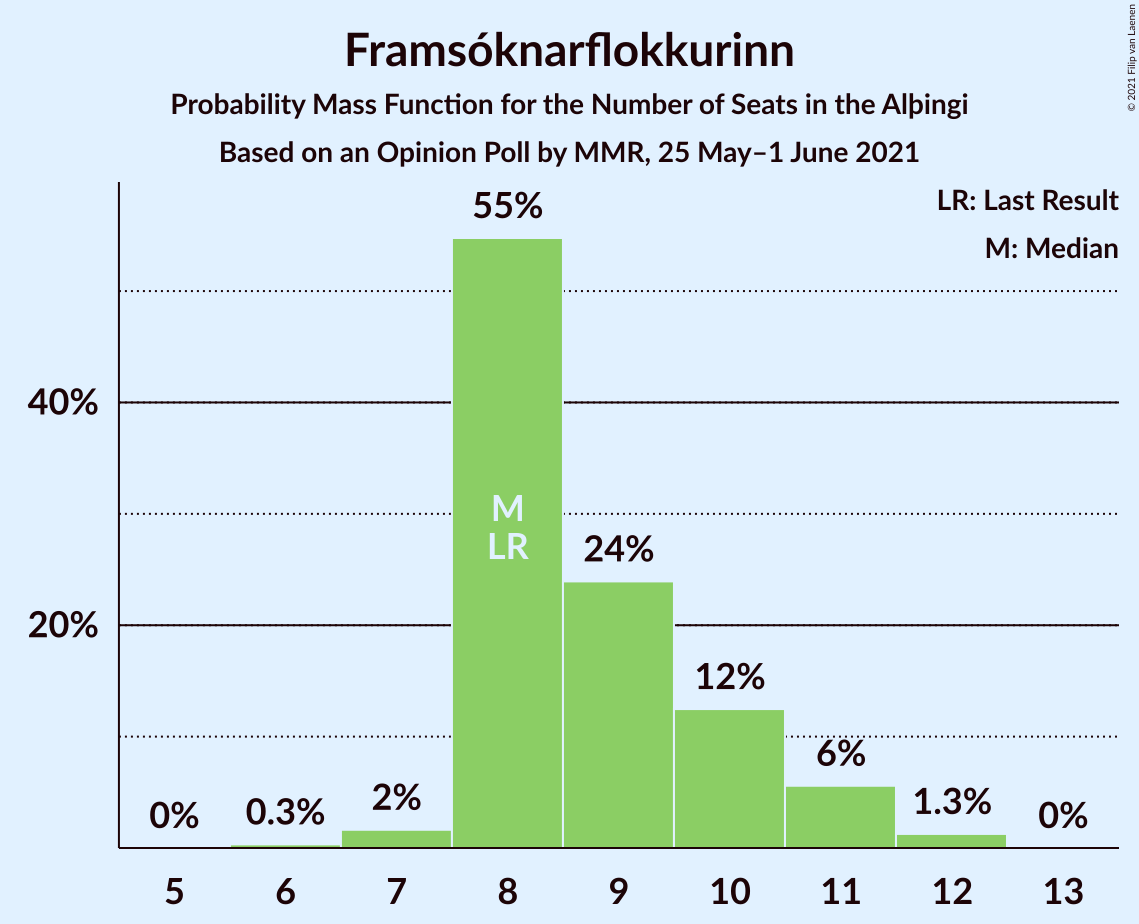 Framsóknarflokkurinn
Probability Mass Function for the Number of Seats in the Alþingi
Based on an Opinion Poll by MMR, 25 May–1 June 2021
© 2021 Filip van Laenen
LR: Last Result
M: Median
55%
40%
M
LR
24%
20%
12%
6%
0%
0.3%
2%
1.3%
0%
5 6 7 8 9 10 11 12 13